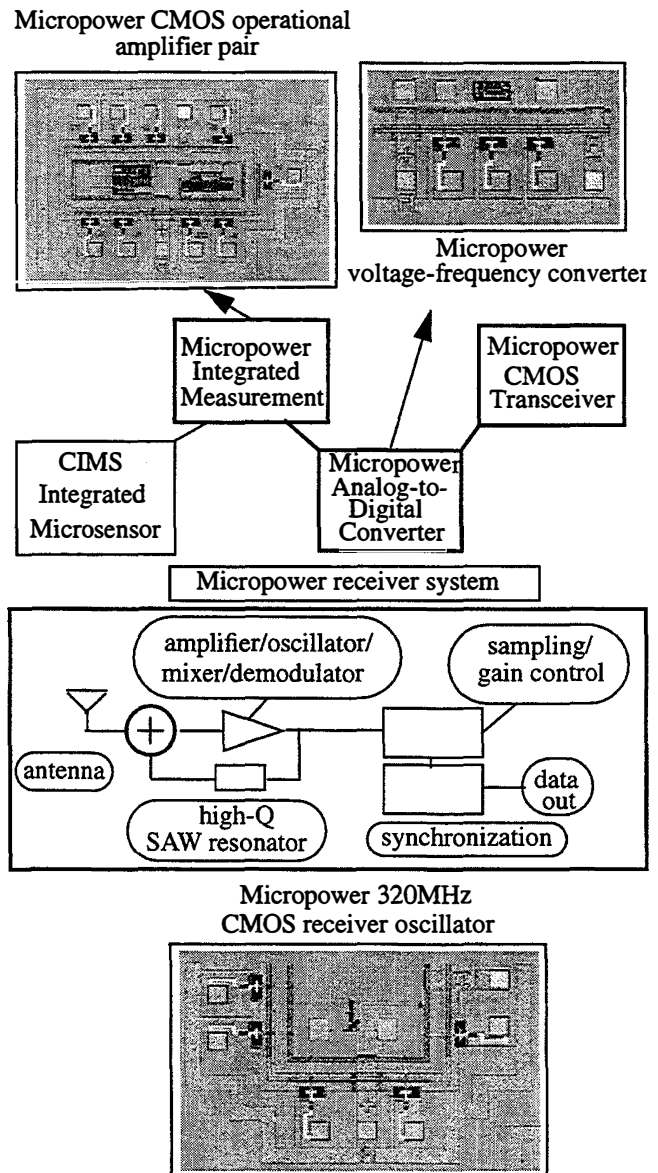 Micropower CMOS operational
amplifier pair
Micropower
voltage-frequency converter
Micropower
Integrated
Measurement
Micropower
CMOS
Transceiver
CIMS
Integrated
Microsensor
Micropower
Analog-to-
Digital
Converter
Micropower receiver system
amplifier/oscillator/
mixer/demodulator
sampling/
gain control
antenna
high-Q
SAW resonator
data
out
synchronization
Micropower 320MHz
CMOS receiver oscillator